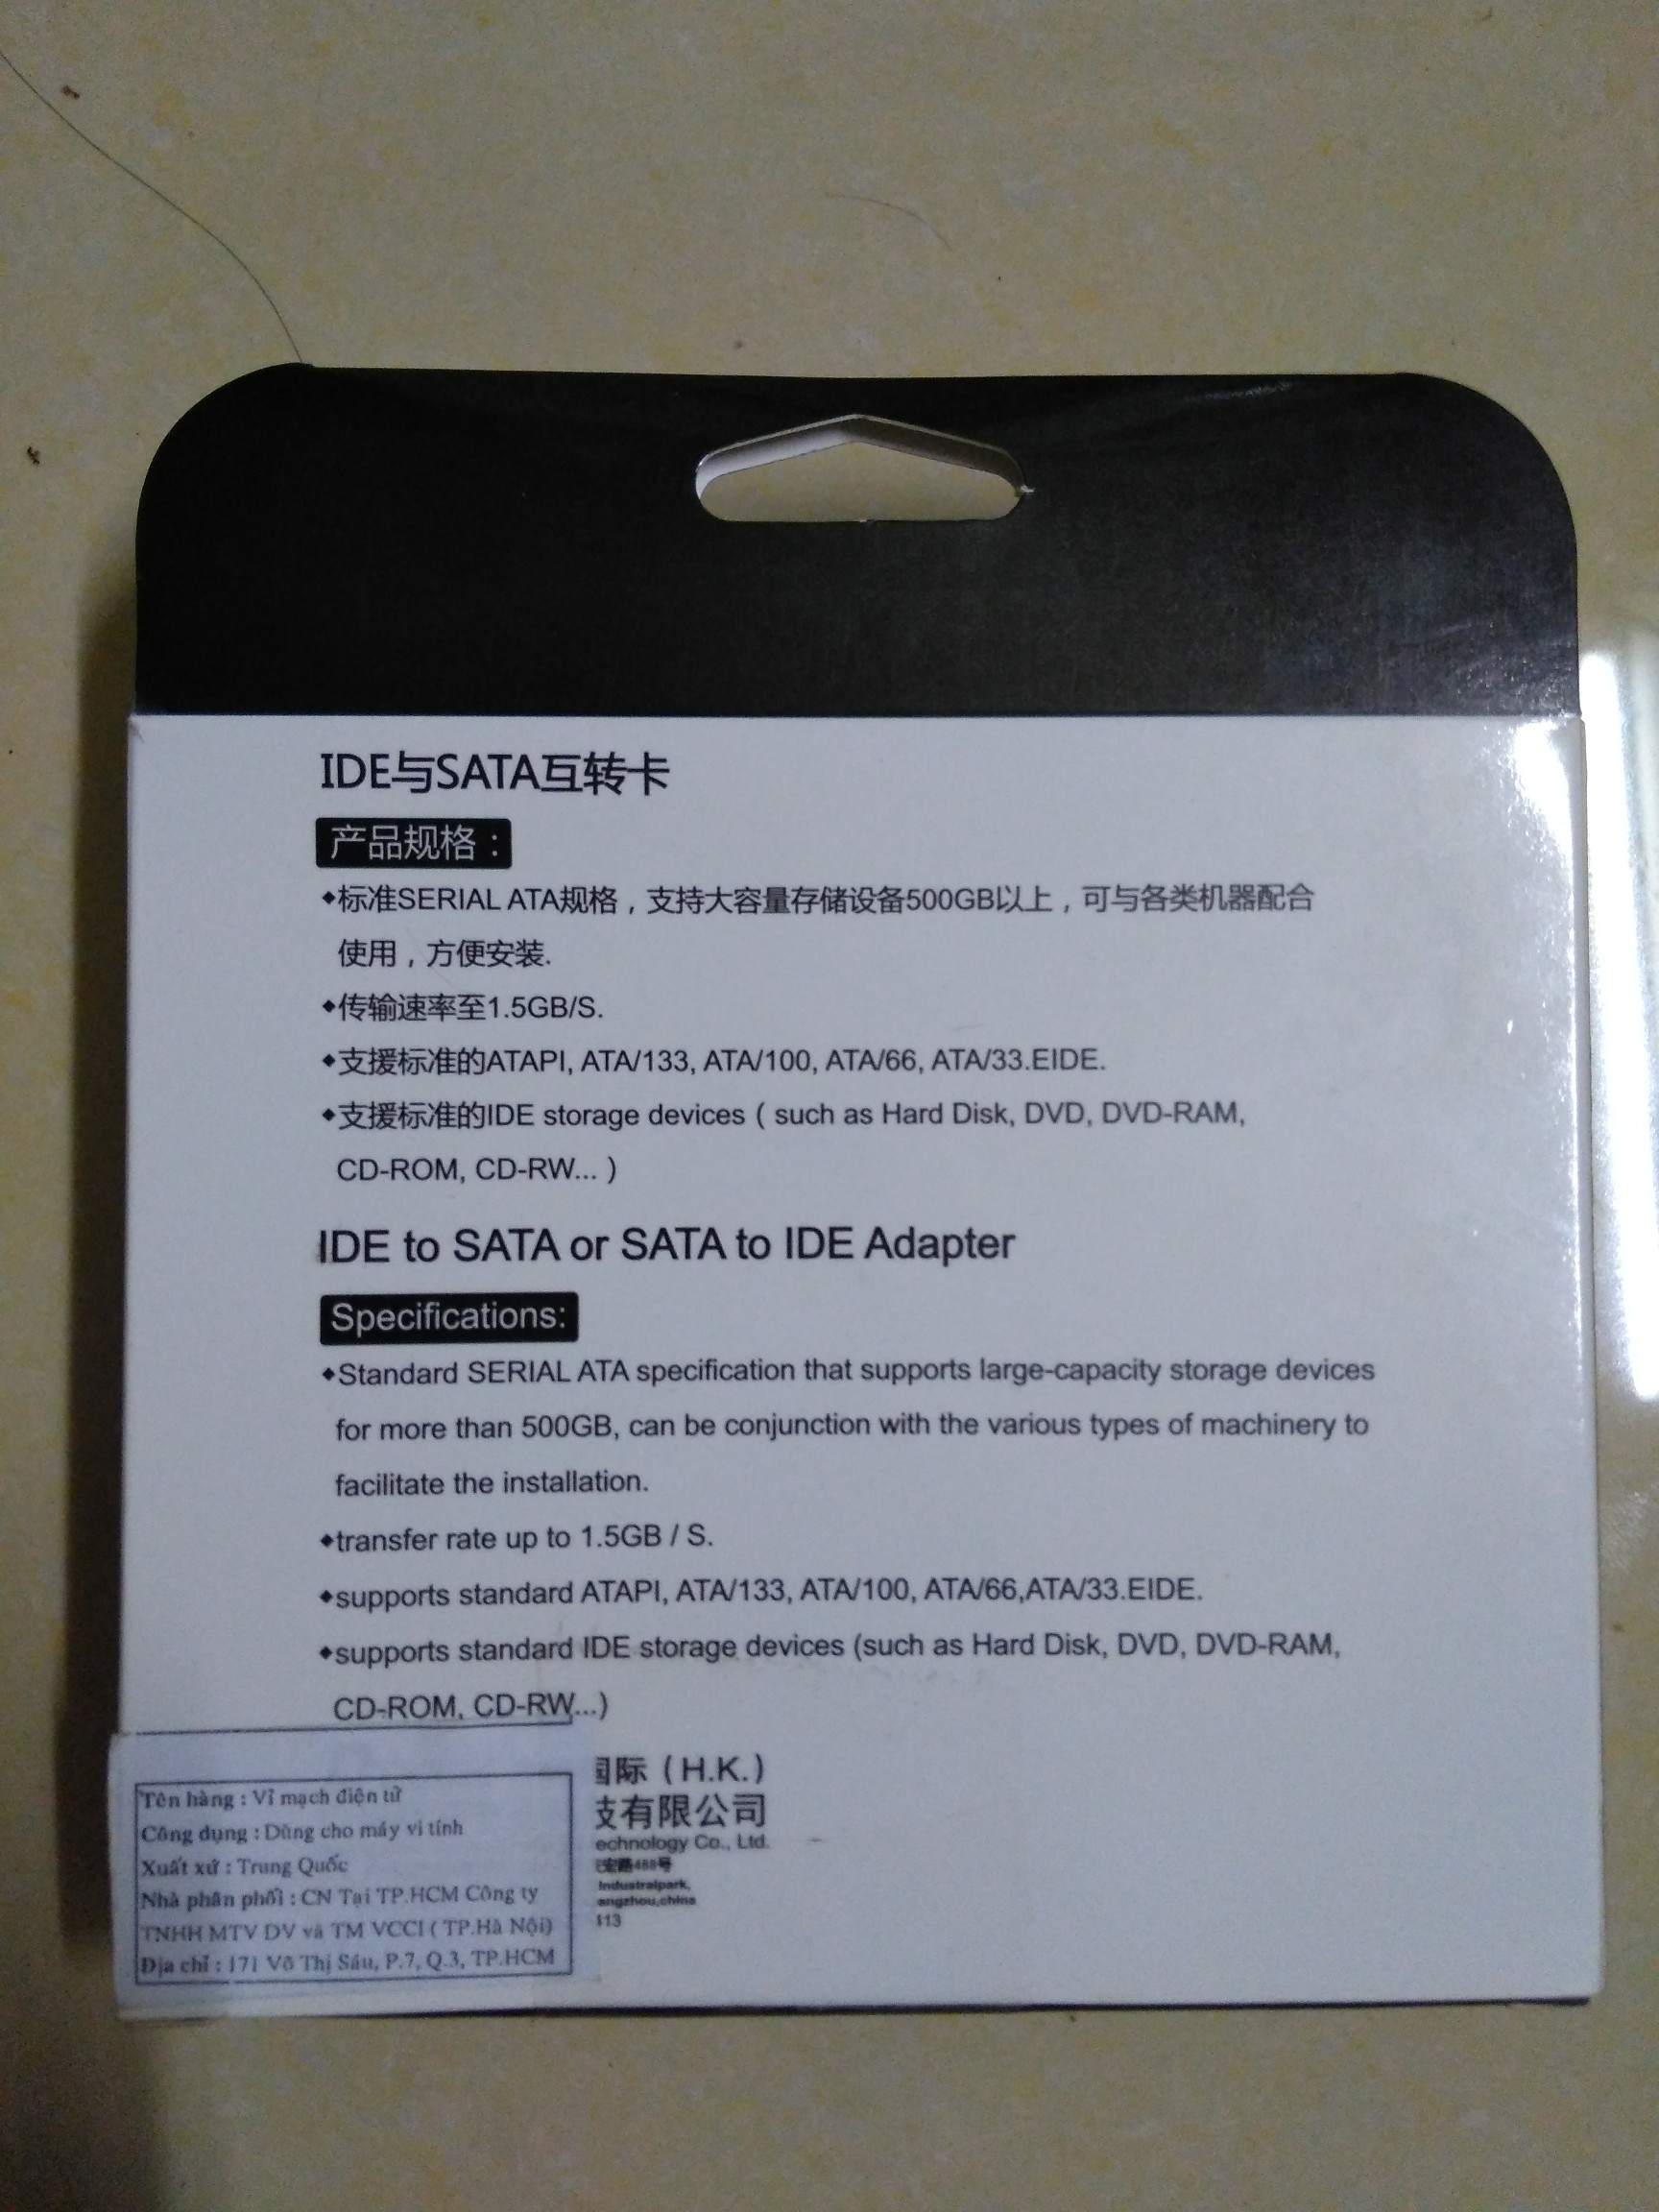 IDE与SATA互转卡
产品规格：
◆标准SERIAL ATA规格，支持大容量存储设备500GB以上，可与各类机器配合
使用，方便安装.
◆传输速率至1.5GB/S.
◆支援标准的ATAPI, ATA/133, ATA/100, ATA/66, ATA/33.EIDE.
◆支援标准的IDE storage devices ( such as Hard Disk, DVD, DVD-RAM,
CD-ROM, CD-RW... )
IDE to SATA or SATA to IDE Adapter
Specifications:
◆Standard SERIAL ATA specification that supports large-capacity storage devices
for more than 500GB, can be conjunction with the various types of machinery to
facilitate the installation.
◆transfer rate up to 1.5GB / S.
◆supports standard ATAPI, ATA/133, ATA/100, ATA/66,ATA/33.EIDE.
◆supports standard IDE storage devices (such as Hard Disk, DVD, DVD-RAM,
CD-ROM, CD-RW...)
际（H.K.）
有限公司
echnology Co., Ltd.
宏路488号
Industralpark,
angzhou,china
113
Tên hàng : Vĩ mạch điện tử
Công dụng : Dùng cho máy vi tính
Xuất xứ : Trung Quốc
Nhà phân phối : CN Tại TP.HCM Công ty
TNHH MTV DV và TM VCCI ( TP.Hà Nội)
Địa chỉ : 171 Võ Thị Sáu, P.7, Q.3, TP.HCM